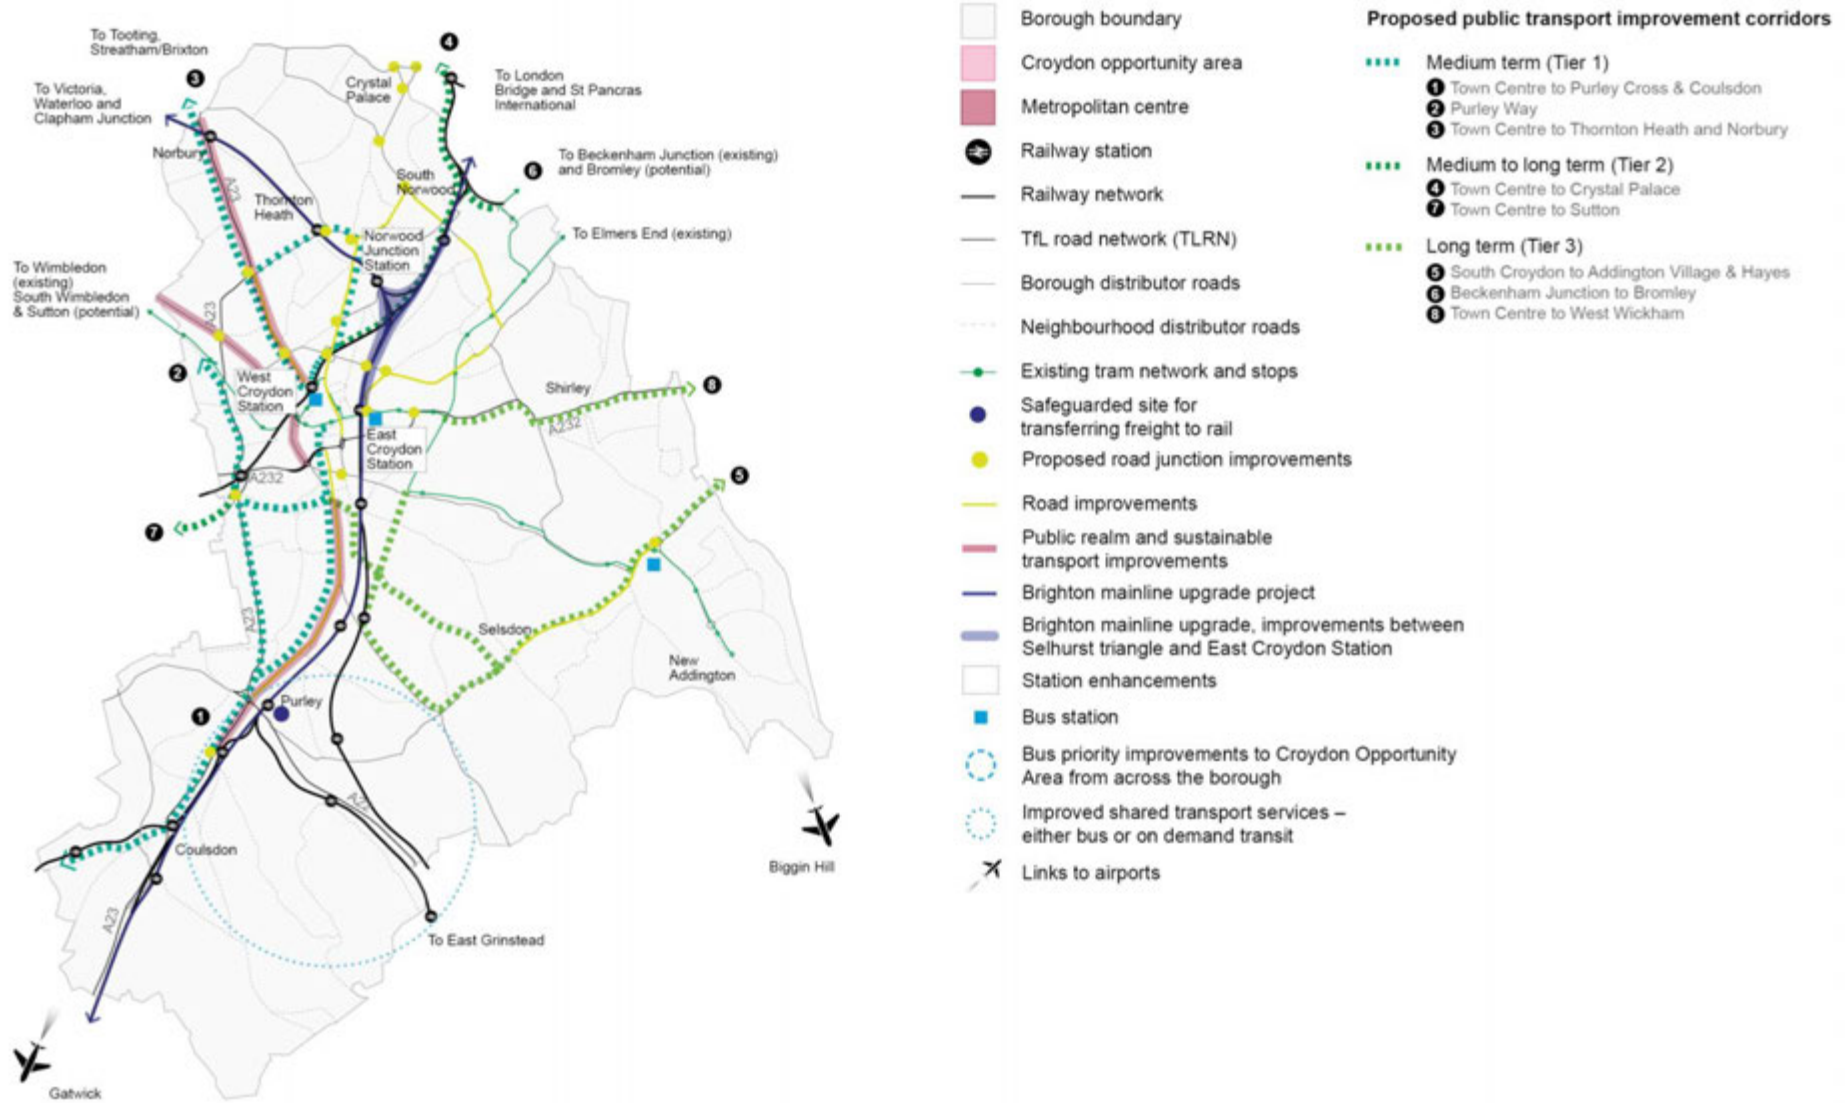 To Tooting,
Streatham/Brixton
3
4
To Victoria,
Waterloo and
Clapham Junction
Crystal
Palace
To London
Bridge and St Pancras
International
Norbury
A23
South
Norwood
6
To Beckenham Junction (existing)
and Bromley (potential)
Thornton
Heath
Norwood
Junction
Station
To Elmers End (existing)
To Wimbledon
(existing)
South Wimbledon
& Sutton (potential)
A23
2
West
Croydon
Station
Shirley
8
A232
East
Croydon
Station
A232
5
7
A23
Selsdon
New
Addington
1
Purley
A22
Coulsdon
Biggin Hill
A23
To East Grinstead
Gatwick
Borough boundary
Croydon opportunity area
Metropolitan centre
Railway station
Railway network
TfL road network (TLRN)
Borough distributor roads
Neighbourhood distributor roads
Existing tram network and stops
Safeguarded site for
transferring freight to rail
Proposed road junction improvements
Road improvements
Public realm and sustainable
transport improvements
Brighton mainline upgrade project
Brighton mainline upgrade, improvements between
Selhurst triangle and East Croydon Station
Station enhancements
Bus station
Bus priority improvements to Croydon Opportunity
Area from across the borough
Improved shared transport services –
either bus or on demand transit
Links to airports
Proposed public transport improvement corridors
Medium term (Tier 1)
1 Town Centre to Purley Cross & Coulsdon
2 Purley Way
3 Town Centre to Thornton Heath and Norbury
Medium to long term (Tier 2)
4 Town Centre to Crystal Palace
7 Town Centre to Sutton
Long term (Tier 3)
5 South Croydon to Addington Village & Hayes
6 Beckenham Junction to Bromley
8 Town Centre to West Wickham